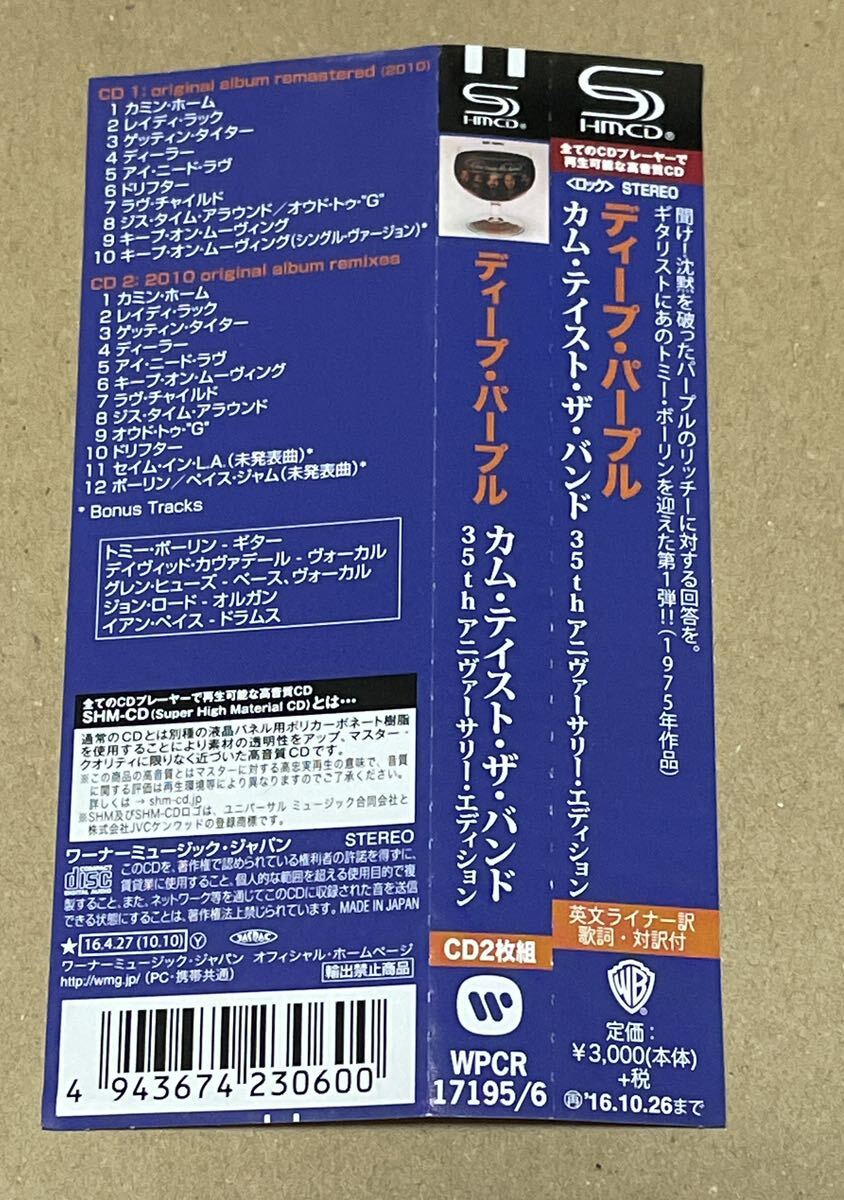 CD 1: original album remastered (2010)
1 カミン・ホーム
2 レイディ・ラック
3 ゲッティン・タイター
4 ディーラー
5 アイ・ニード・ラヴ
6 ドリフター
7 ラヴ・チャイルド
8 ジス・タイム・アラウンド／オウド・トゥ・"G"
9 キープ・オン・ムーヴィング
10 キープ・オン・ムーヴィング(シングル・ヴァージョン)*
CD 2: 2010 original album remixes
1 カミン・ホーム
2 レイディ・ラック
3 ゲッティン・タイター
4 ディーラー
5 アイ・ニード・ラヴ
6 キープ・オン・ムーヴィング
7 ラヴ・チャイルド
8 ジス・タイム・アラウンド
9 オウド・トゥ・"G"
10 ドリフター
11 セイム・イン・L.A.(未発表曲)*
12 ボーリン／ペイス・ジャム(未発表曲)*
* Bonus Tracks
トミー・ボーリン - ギター
デイヴィッド・カヴァデール - ヴォーカル
グレン・ヒューズ - ベース、ヴォーカル
ジョン・ロード - オルガン
イアン・ペイス - ドラムス
全てのCDプレーヤーで再生可能な高音質CD
SHM-CD(Super High Material CD)とは…
通常のCDとは別種の液晶パネル用ポリカーボネート樹脂
を使用することにより素材の透明性をアップ、マスター・
クオリティに限りなく近づいた高音質CDです。
※この商品の高音質とはマスターに対する高忠実再生の意味で、音質
に関する評価は再生環境等により異なりますのでご了承ください。
詳しくは → shm-cd.jp
※SHM及びSHM-CDロゴは、ユニバーサル ミュージック合同会社と
株式会社JVCケンウッドの登録商標です。
ワーナーミュージック・ジャパン STEREO
COMPACT disc DIGITAL AUDIO
このCDを、著作権で認められている権利者の許諾を得ずに、
賃貸業に使用すること、個人的な範囲を超える使用目的で複
製すること、また、ネットワーク等を通じてこのCDに収録された音を送信
できる状態にすることは、著作権法上禁じられています。 MADE IN JAPAN
★16.4.27 (10.10) Ⓨ
ワーナーミュージック・ジャパン オフィシャル・ホームページ
http://wmg.jp/ (PC・携帯共通) 輸出禁止商品
4 943674 230600
HMCD®
ディープ・パープル
カム・テイスト・ザ・バンド
35th アニヴァーサリー・エディション
CD2枚組
WPCR
17195/6
HMCD®
全てのCDプレーヤーで
再生可能な高音質CD
〈ロック〉 STEREO
聞け！沈黙を破ったパープルのリッチーに対する回答を。
ギタリストにあのトミー・ボーリンを迎えた第1弾!!(1975年作品)
ディープ・パープル
カム・テイスト・ザ・バンド 35th アニヴァーサリー・エディション
英文ライナー訳
歌詞・対訳付
WB
定価：
¥3,000(本体)
+税
再'16.10.26まで